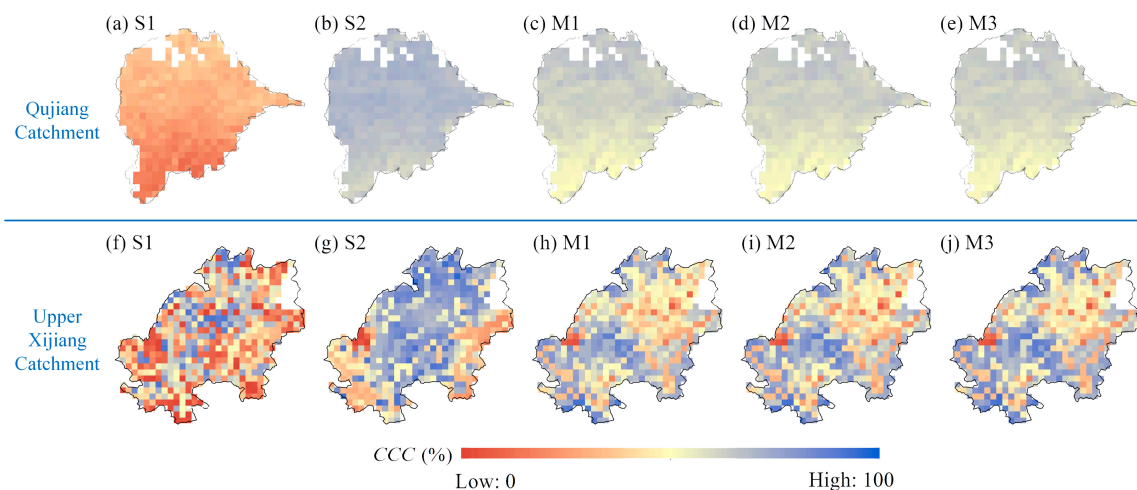 (a) S1
(b) S2
(c) M1
(d) M2
(e) M3
Qujiang
Catchment
(f) S1
(g) S2
(h) M1
(i) M2
(j) M3
Upper
Xijiang
Catchment
CCC (%)
Low: 0
High: 100